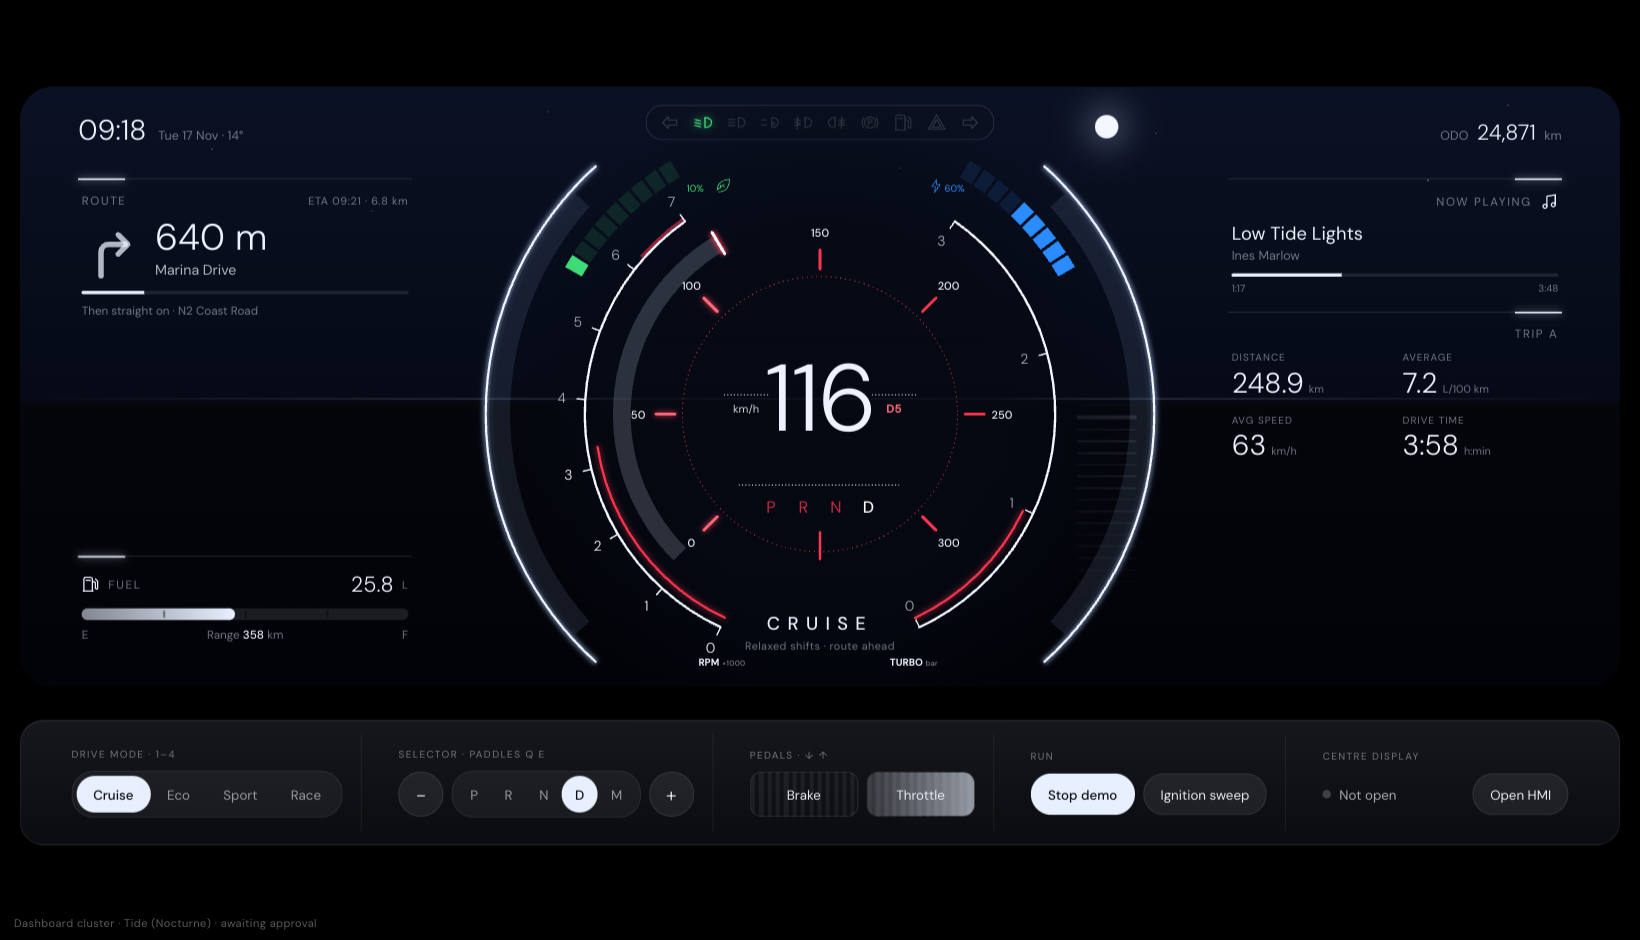 09:18 Tue 17 Nov · 14°
ODO 24,871 km
ROUTE
ETA 09:21 · 6.8 km
640 m
Marina Drive
Then straight on · N2 Coast Road
FUEL
25.8 L
E
Range 358 km
F
10%
60%
7
6
5
4
3
2
1
0
RPM ×1000
0
50
100
150
200
250
300
116
km/h
D5
P R N D
CRUISE
Relaxed shifts · route ahead
3
2
1
0
TURBO bar
NOW PLAYING
Low Tide Lights
Ines Marlow
1:17
3:48
TRIP A
DISTANCE
248.9 km
AVERAGE
7.2 L/100 km
AVG SPEED
63 km/h
DRIVE TIME
3:58 h:min
DRIVE MODE · 1–4
Cruise
Eco
Sport
Race
SELECTOR · PADDLES Q E
−
P
R
N
D
M
+
PEDALS · ↓ ↑
Brake
Throttle
RUN
Stop demo
Ignition sweep
CENTRE DISPLAY
Not open
Open HMI
Dashboard cluster · Tide (Nocturne) · awaiting approval